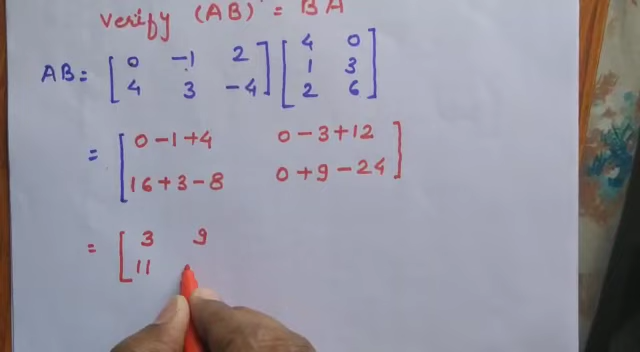 Verify (AB)' = B A
AB = [ 0 -1 2 4 3 -4 ] [ 4 0 1 3 2 6 ]
= [ 0-1+4 0-3+12 16+3-8 0+9-24 ]
= [ 3 9 11